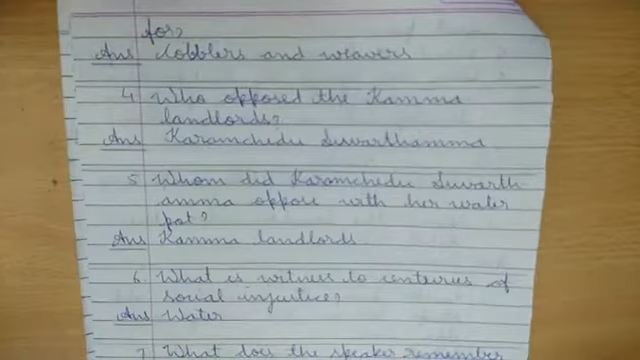 for?
Ans Cobblers and weavers
4. Who opposed the Kamma
landlords?
Ans Karamchedu Suvarthamma
5 Whom did Karamchedu Suvarth
amma oppose with her water
pot?
Ans Kamma landlords
6. What is witness to centuries of
social injustice?
Ans Water
7 What does the speaker remember